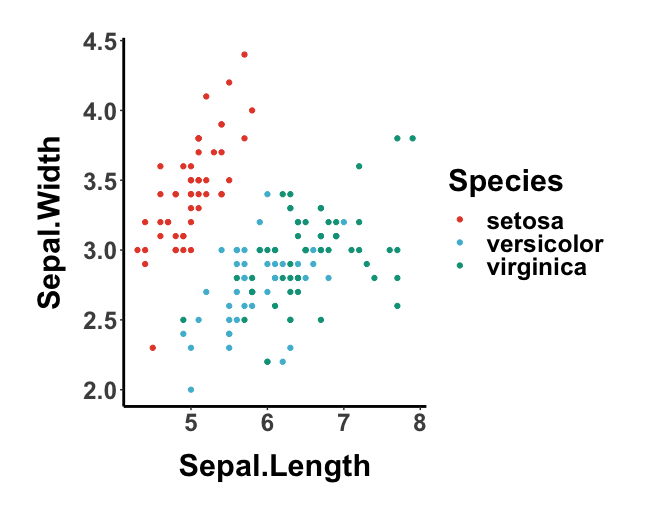 4.5
4.0
3.5
3.0
2.5
2.0
Sepal.Width
5 6 7 8
Sepal.Length
Species
setosa
versicolor
virginica